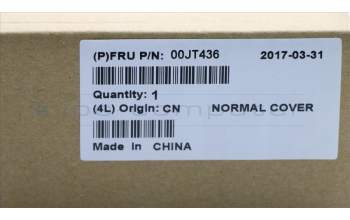 (P)FRU P/N: 00JT436 2017-03-31
Quantity: 1
(4L) Origin: CN NORMAL COVER
Made in CHINA